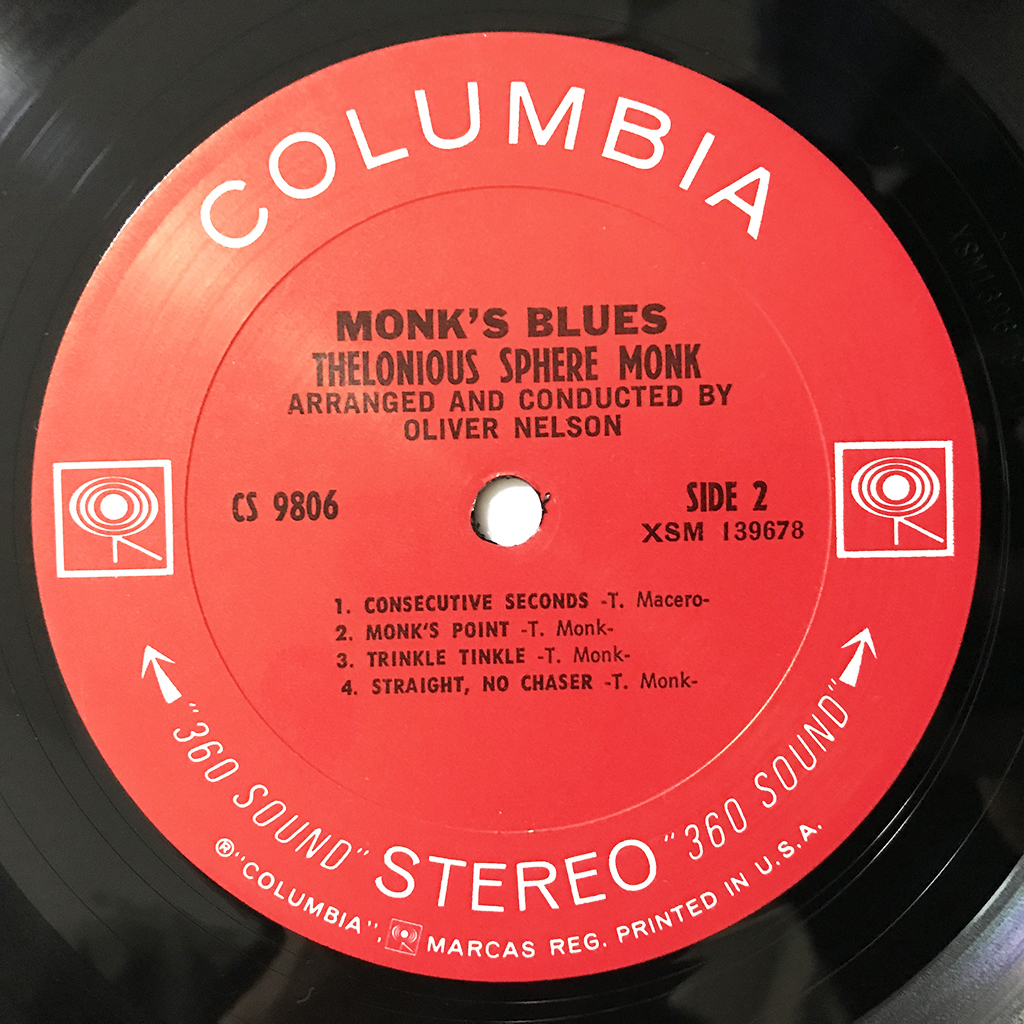 COLUMBIA
MONK'S BLUES
THELONIOUS SPHERE MONK
ARRANGED AND CONDUCTED BY
OLIVER NELSON
CS 9806
SIDE 2
XSM 139678
1. CONSECUTIVE SECONDS -T. Macero-
2. MONK'S POINT -T. Monk-
3. TRINKLE TINKLE -T. Monk-
4. STRAIGHT, NO CHASER -T. Monk-
"360 SOUND" STEREO "360 SOUND"
® "COLUMBIA", MARCAS REG. PRINTED IN U.S.A.